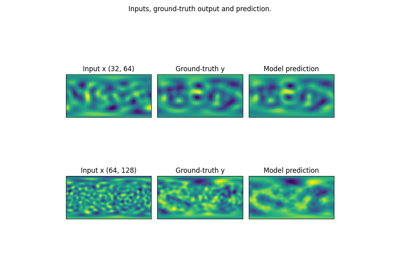 Inputs, ground-truth output and prediction.
Input x (32, 64) Ground-truth y Model prediction
Input x (64, 128) Ground-truth y Model prediction